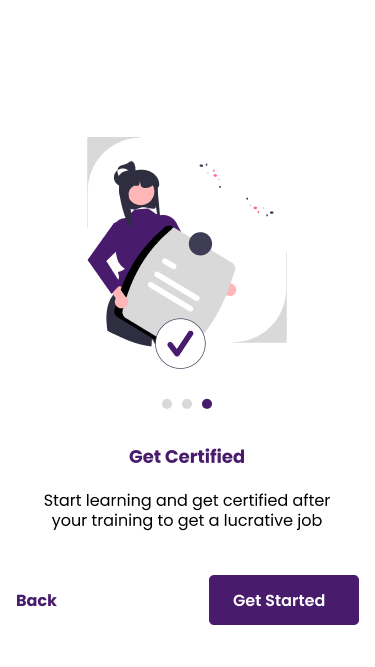 Get Certified
Start learning and get certified after
your training to get a lucrative job
Back
Get Started